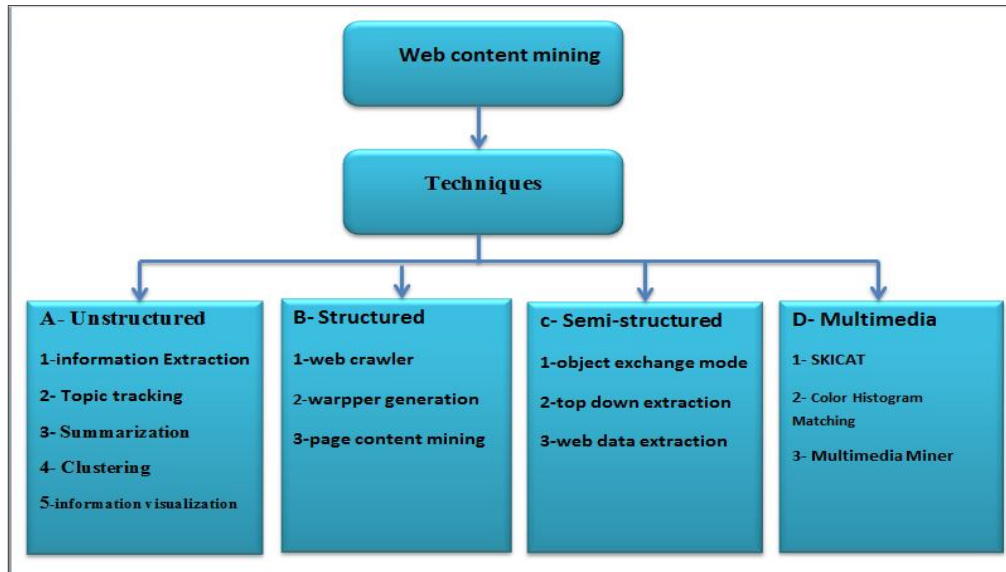 Web content mining
Techniques
A- Unstructured
1-information Extraction
2- Topic tracking
3- Summarization
4- Clustering
5-information visualization
B- Structured
1-web crawler
2-warpper generation
3-page content mining
c- Semi-structured
1-object exchange mode
2-top down extraction
3-web data extraction
D- Multimedia
1- SKICAT
2- Color Histogram
Matching
3- Multimedia Miner